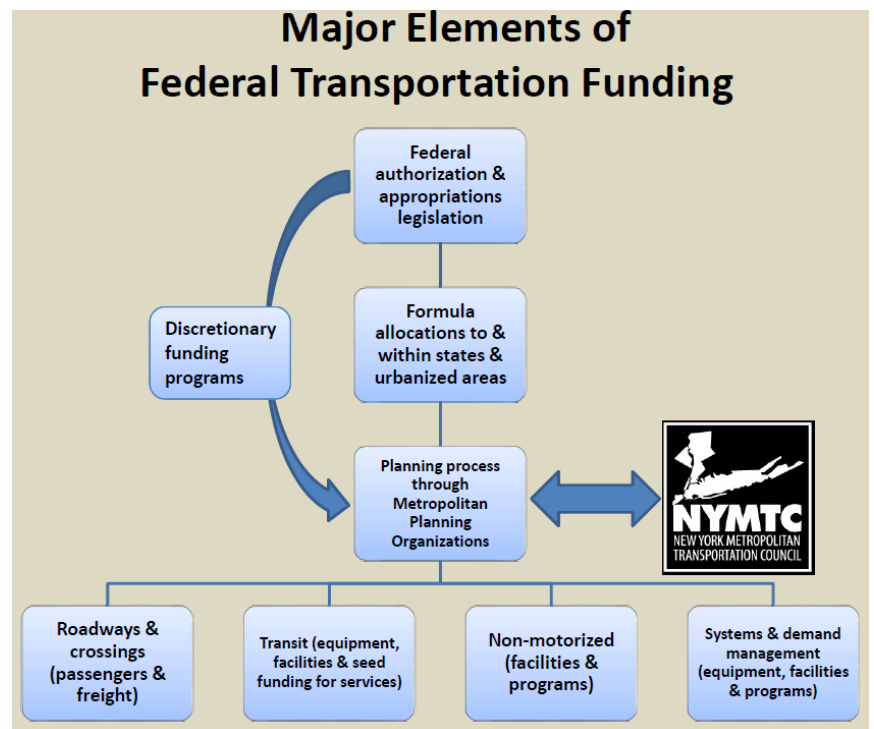 Major Elements of
Federal Transportation Funding
Federal
authorization &
appropriations
legislation
Discretionary
funding
programs
Formula
allocations to &
within states &
urbanized areas
Planning process
through
Metropolitan
Planning
Organizations
NYMTC
NEW YORK METROPOLITAN
TRANSPORTATION COUNCIL
Roadways &
crossings
(passengers &
freight)
Transit (equipment,
facilities & seed
funding for services)
Non-motorized
(facilities &
programs)
Systems & demand
management
(equipment, facilities
& programs)